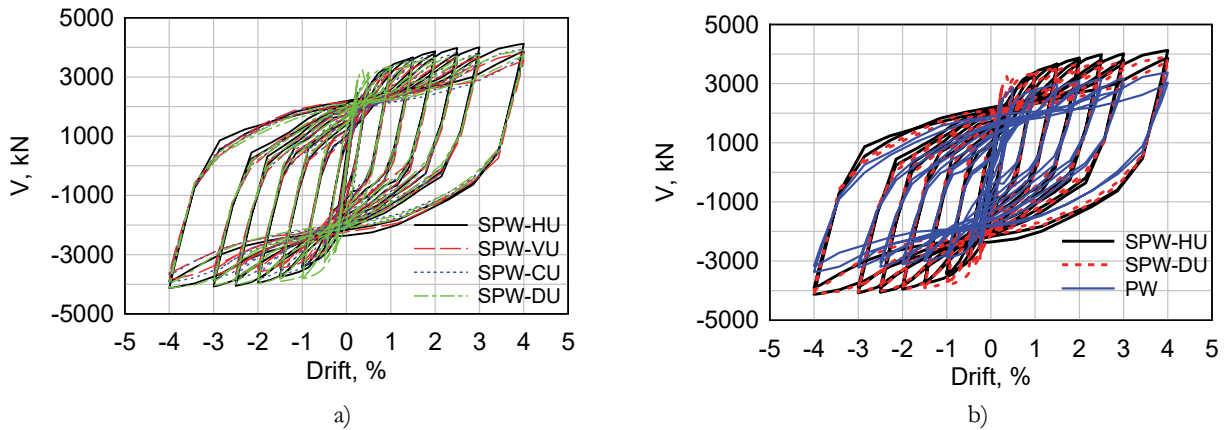 5000
3000
1000
-1000
-3000
-5000
V, kN
-5 -4 -3 -2 -1 0 1 2 3 4 5
Drift, %
SPW-HU
SPW-VU
SPW-CU
SPW-DU
a)
5000
3000
1000
-1000
-3000
-5000
V, kN
-5 -4 -3 -2 -1 0 1 2 3 4 5
Drift, %
SPW-HU
SPW-DU
PW
b)